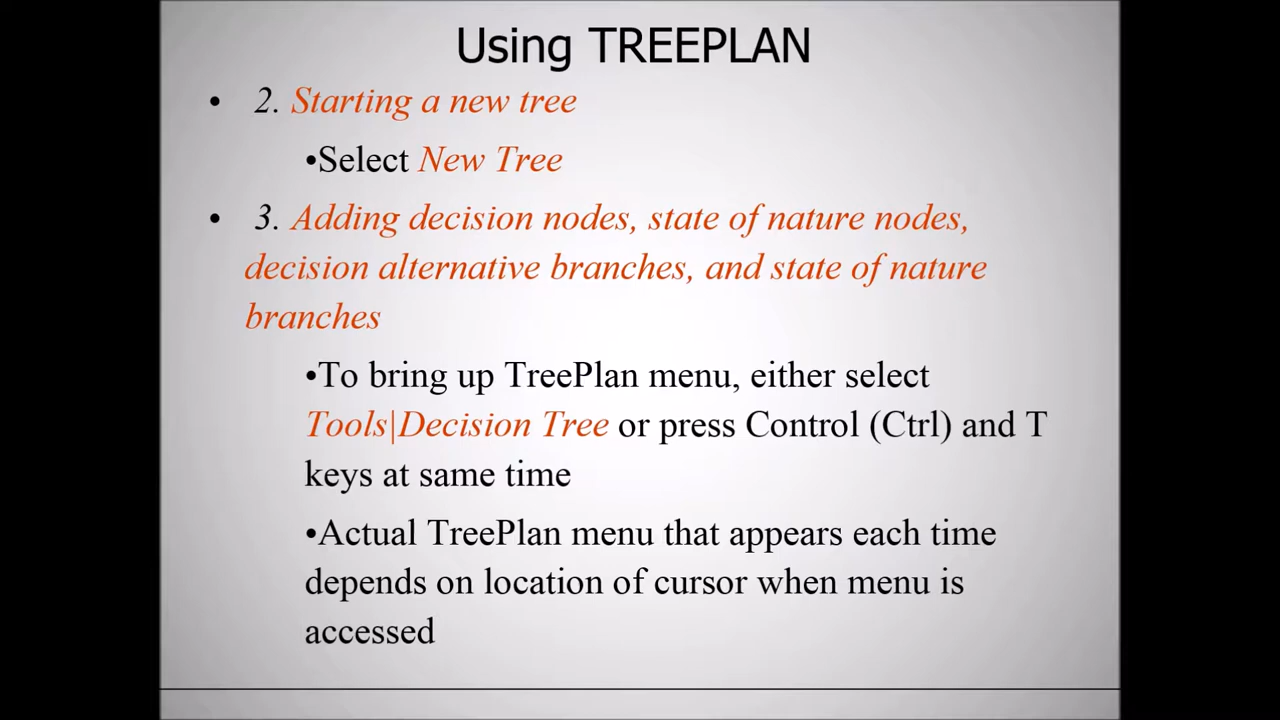 Using TREEPLAN
• 2. Starting a new tree
•Select New Tree
• 3. Adding decision nodes, state of nature nodes,
decision alternative branches, and state of nature
branches
•To bring up TreePlan menu, either select
Tools|Decision Tree or press Control (Ctrl) and T
keys at same time
•Actual TreePlan menu that appears each time
depends on location of cursor when menu is
accessed